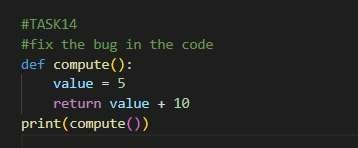 #TASK14
#fix the bug in the code
def compute():
    value = 5
    return value + 10
print(compute())